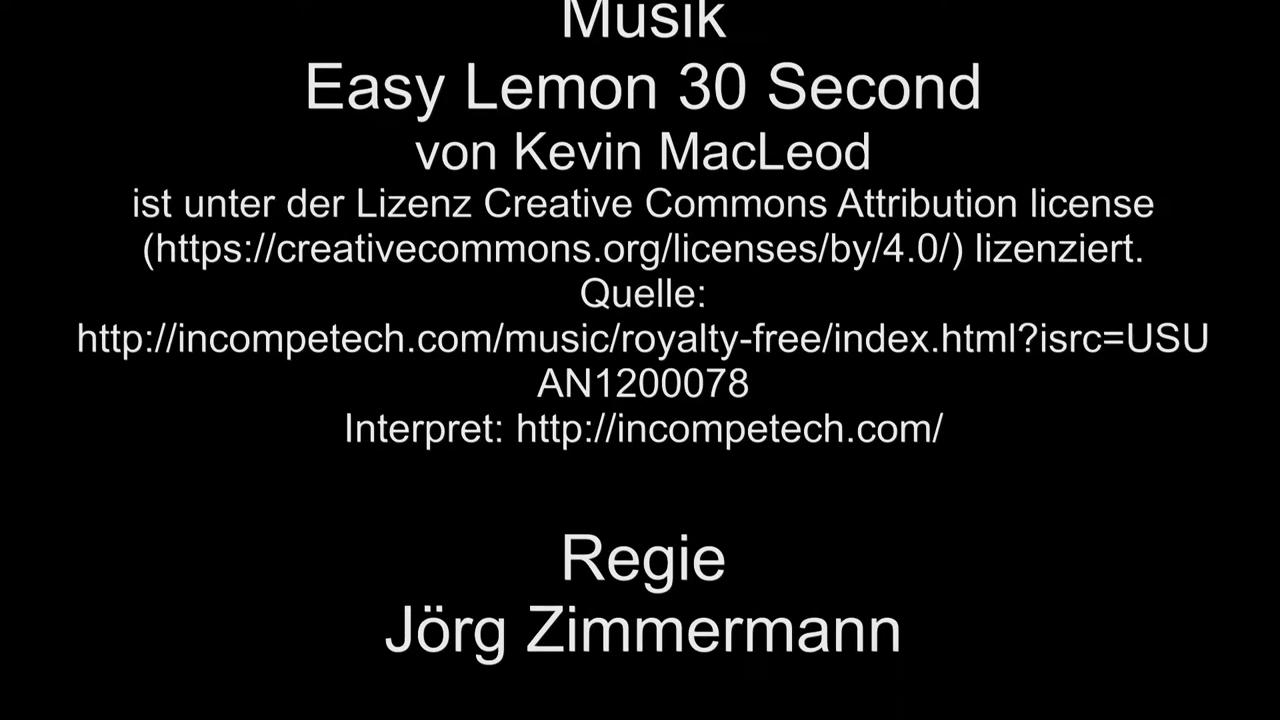 Musik
Easy Lemon 30 Second
von Kevin MacLeod
ist unter der Lizenz Creative Commons Attribution license
(https://creativecommons.org/licenses/by/4.0/) lizenziert.
Quelle:
http://incompetech.com/music/royalty-free/index.html?isrc=USU
AN1200078
Interpret: http://incompetech.com/
Regie
Jörg Zimmermann